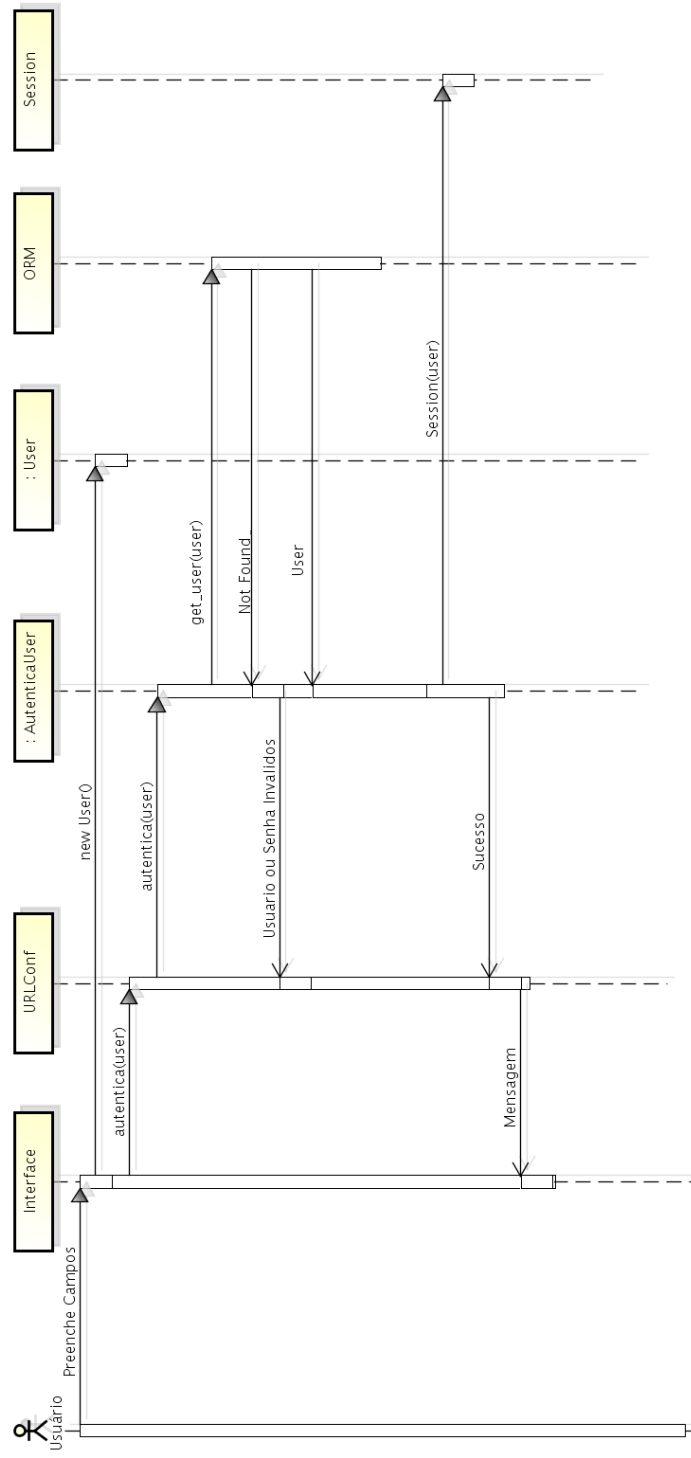 Usuário
Interface
URLConf
: AutenticaUser
: User
ORM
Session
Preenche Campos
new User()
autentica(user)
autentica(user)
get_user(user)
Not Found
Usuario ou Senha Invalidos
User
Session(user)
Sucesso
Mensagem